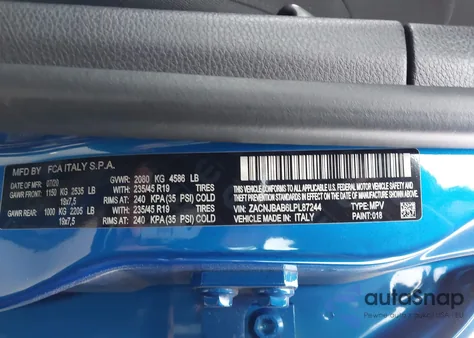 MFD BY FCA ITALY S.P.A.
DATE OF MFR 07/20 GVWR: 2080 KG 4586 LB
GAWR FRONT: 1150 KG 2535 LB WITH: 235/45 R19 TIRES
18x7,5 RIMS AT: 240 KPA (35 PSI) COLD
GAWR REAR: 1000 KG 2205 LB WITH: 235/45 R19 TIRES
18x7,5 RIMS AT: 240 KPA (35 PSI) COLD
THIS VEHICLE CONFORMS TO ALL APPLICABLE
U.S.A. FEDERAL MOTOR VEHICLE SAFETY, BUMPER AND
THEFT PREVENTION STANDARDS IN EFFECT
ON THE DATE OF MANUFACTURE SHOWN ABOVE.
VIN: ZACNJBAB6LPL87244 TYPE: MPV
VEHICLE MADE IN: ITALY PAINT: 018
autoSnap